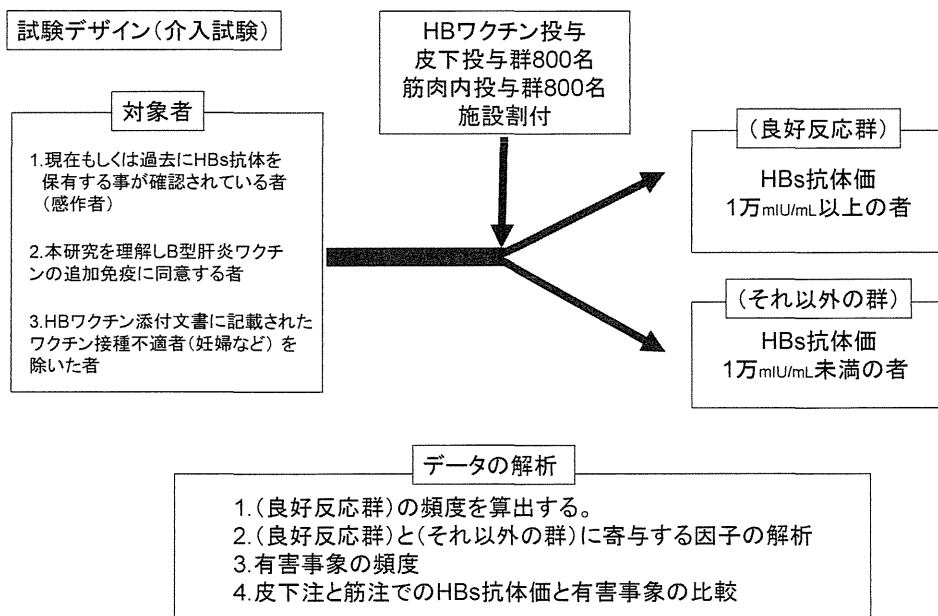 試験デザイン(介入試験)
HBワクチン投与
皮下投与群800名
筋肉内投与群800名
施設割付
対象者
1.現在もしくは過去にHBs抗体を
保有する事が確認されている者
(感作者)
2.本研究を理解しB型肝炎ワクチ
ンの追加免疫に同意する者
3.HBワクチン添付文書に記載された
ワクチン接種不適者(妊婦など) を
除いた者
(良好反応群)
HBs抗体価
1万mIU/mL以上の者
(それ以外の群)
HBs抗体価
1万mIU/mL未満の者
データの解析
1.(良好反応群)の頻度を算出する。
2.(良好反応群)と(それ以外の群)に寄与する因子の解析
3.有害事象の頻度
4.皮下注と筋注でのHBs抗体価と有害事象の比較